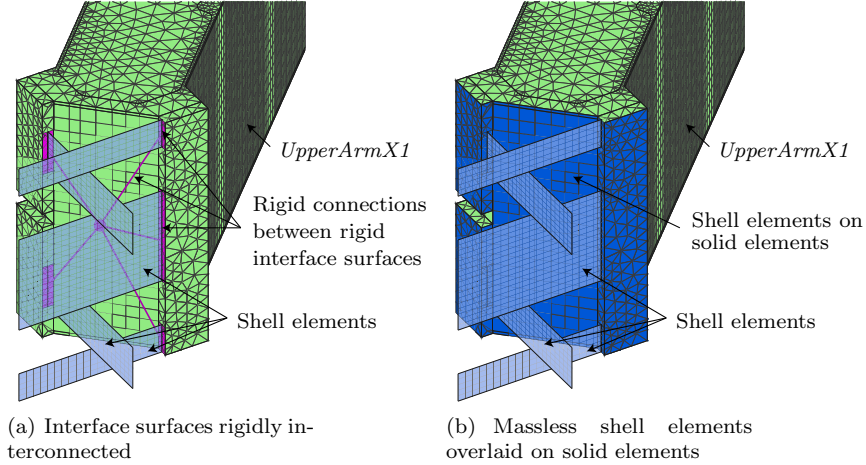 UpperArmX1
Rigid connections
between rigid
interface surfaces
Shell elements
(a) Interface surfaces rigidly in-
terconnected
UpperArmX1
Shell elements on
solid elements
Shell elements
(b) Massless shell elements
overlaid on solid elements